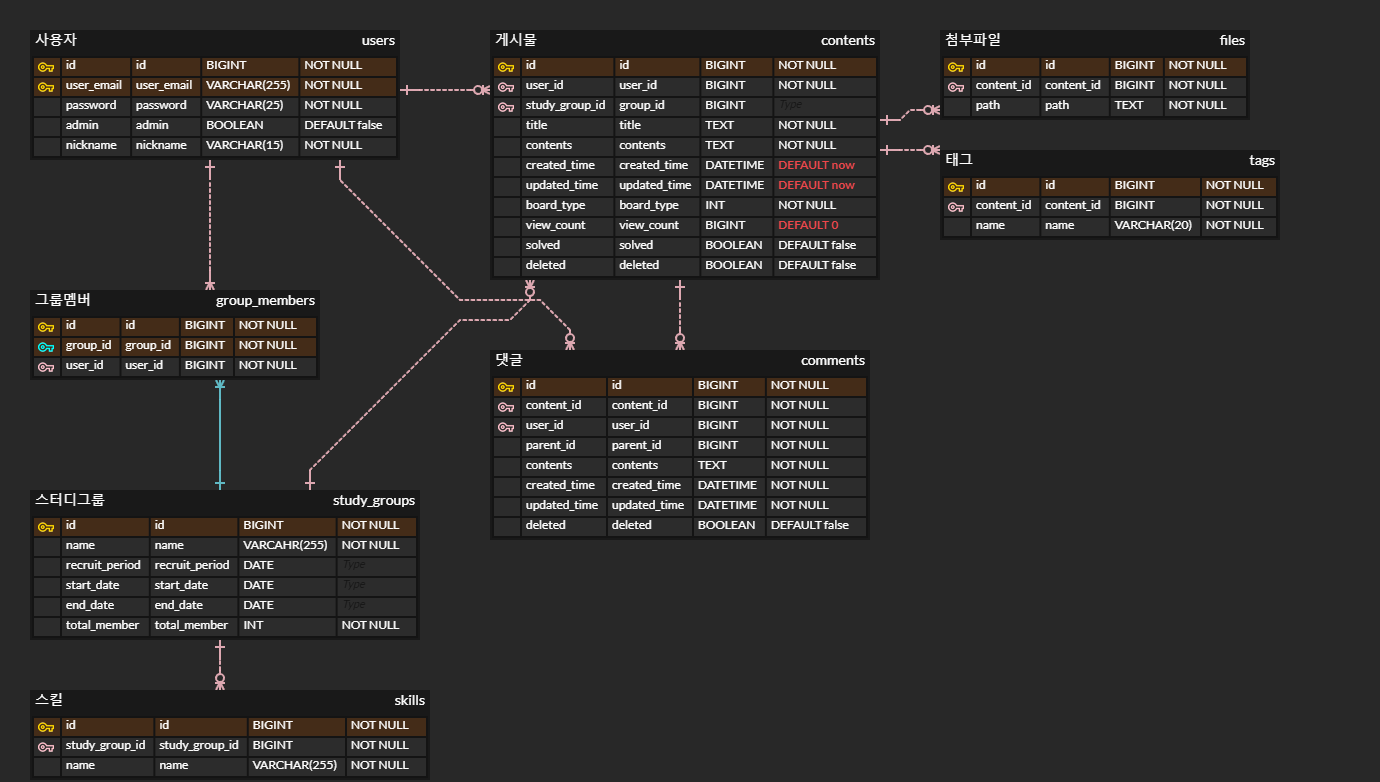 사용자 users
id id BIGINT NOT NULL
user_email user_email VARCHAR(255) NOT NULL
password password VARCHAR(25) NOT NULL
admin admin BOOLEAN DEFAULT false
nickname nickname VARCHAR(15) NOT NULL
게시물 contents
id id BIGINT NOT NULL
user_id user_id BIGINT NOT NULL
study_group_id group_id BIGINT Type
title title TEXT NOT NULL
contents contents TEXT NOT NULL
created_time created_time DATETIME DEFAULT now
updated_time updated_time DATETIME DEFAULT now
board_type board_type INT NOT NULL
view_count view_count BIGINT DEFAULT 0
solved solved BOOLEAN DEFAULT false
deleted deleted BOOLEAN DEFAULT false
첨부파일 files
id id BIGINT NOT NULL
content_id content_id BIGINT NOT NULL
path path TEXT NOT NULL
태그 tags
id id BIGINT NOT NULL
content_id content_id BIGINT NOT NULL
name name VARCHAR(20) NOT NULL
그룹멤버 group_members
id id BIGINT NOT NULL
group_id group_id BIGINT NOT NULL
user_id user_id BIGINT NOT NULL
댓글 comments
id id BIGINT NOT NULL
content_id content_id BIGINT NOT NULL
user_id user_id BIGINT NOT NULL
parent_id parent_id BIGINT NOT NULL
contents contents TEXT NOT NULL
created_time created_time DATETIME NOT NULL
updated_time updated_time DATETIME NOT NULL
deleted deleted BOOLEAN DEFAULT false
스터디그룹 study_groups
id id BIGINT NOT NULL
name name VARCAHR(255) NOT NULL
recruit_period recruit_period DATE Type
start_date start_date DATE Type
end_date end_date DATE Type
total_member total_member INT NOT NULL
스킬 skills
id id BIGINT NOT NULL
study_group_id study_group_id BIGINT NOT NULL
name name VARCHAR(255) NOT NULL